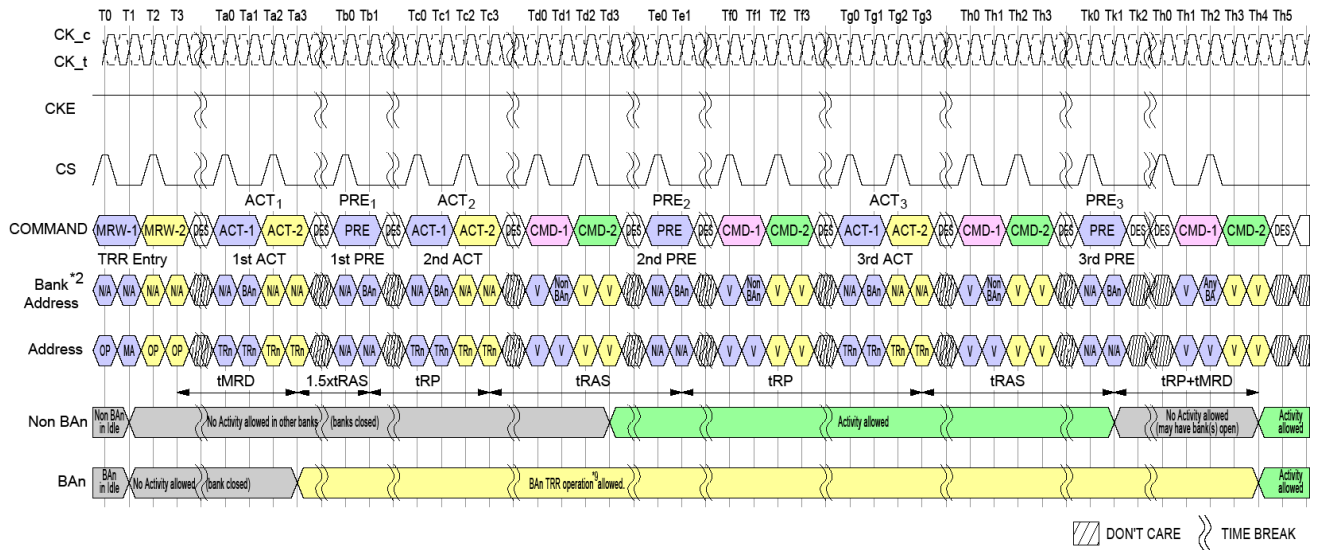 T0 T1 T2 T3 Ta0 Ta1 Ta2 Ta3 Tb0 Tb1 Tc0 Tc1 Tc2 Tc3 Td0 Td1 Td2 Td3 Te0 Te1 Tf0 Tf1 Tf2 Tf3 Tg0 Tg1 Tg2 Tg3 Th0 Th1 Th2 Th3 Tk0 Tk1 Tk2 Th0 Th1 Th2 Th3 Th4 Th5
CK_c
CK_t
CKE
CS
ACT1 PRE1 ACT2 PRE2 ACT3 PRE3
COMMAND MRW-1 MRW-2 DES ACT-1 ACT-2 DES PRE DES ACT-1 ACT-2 DES CMD-1 CMD-2 DES PRE DES CMD-1 CMD-2 DES ACT-1 ACT-2 DES CMD-1 CMD-2 DES PRE DES DES CMD-1 CMD-2 DES
TRR Entry 1st ACT 1st PRE 2nd ACT 2nd PRE 3rd ACT 3rd PRE
Bank*2 Address N/A N/A N/A N/A N/A BAn N/A N/A N/A BAn N/A BAn N/A N/A V Non BAn V V N/A BAn V Non BAn V V N/A BAn N/A N/A V Non BAn V V N/A BAn V Any BA V V
Address OP MA OP OP TRn TRn TRn TRn N/A N/A TRn TRn TRn TRn V V V V N/A N/A V V V V TRn TRn TRn TRn V V V V N/A N/A V V V V
tMRD 1.5xtRAS tRP tRAS tRP tRAS tRP+tMRD
Non BAn Non BAn in Idle No Activity allowed in other banks (banks closed) Activity allowed No Activity allowed (may have bank(s) open) Activity allowed
BAn BAn in Idle No Activity allowed (bank closed) BAn TRR operation*9 allowed. Activity allowed
DON'T CARE TIME BREAK